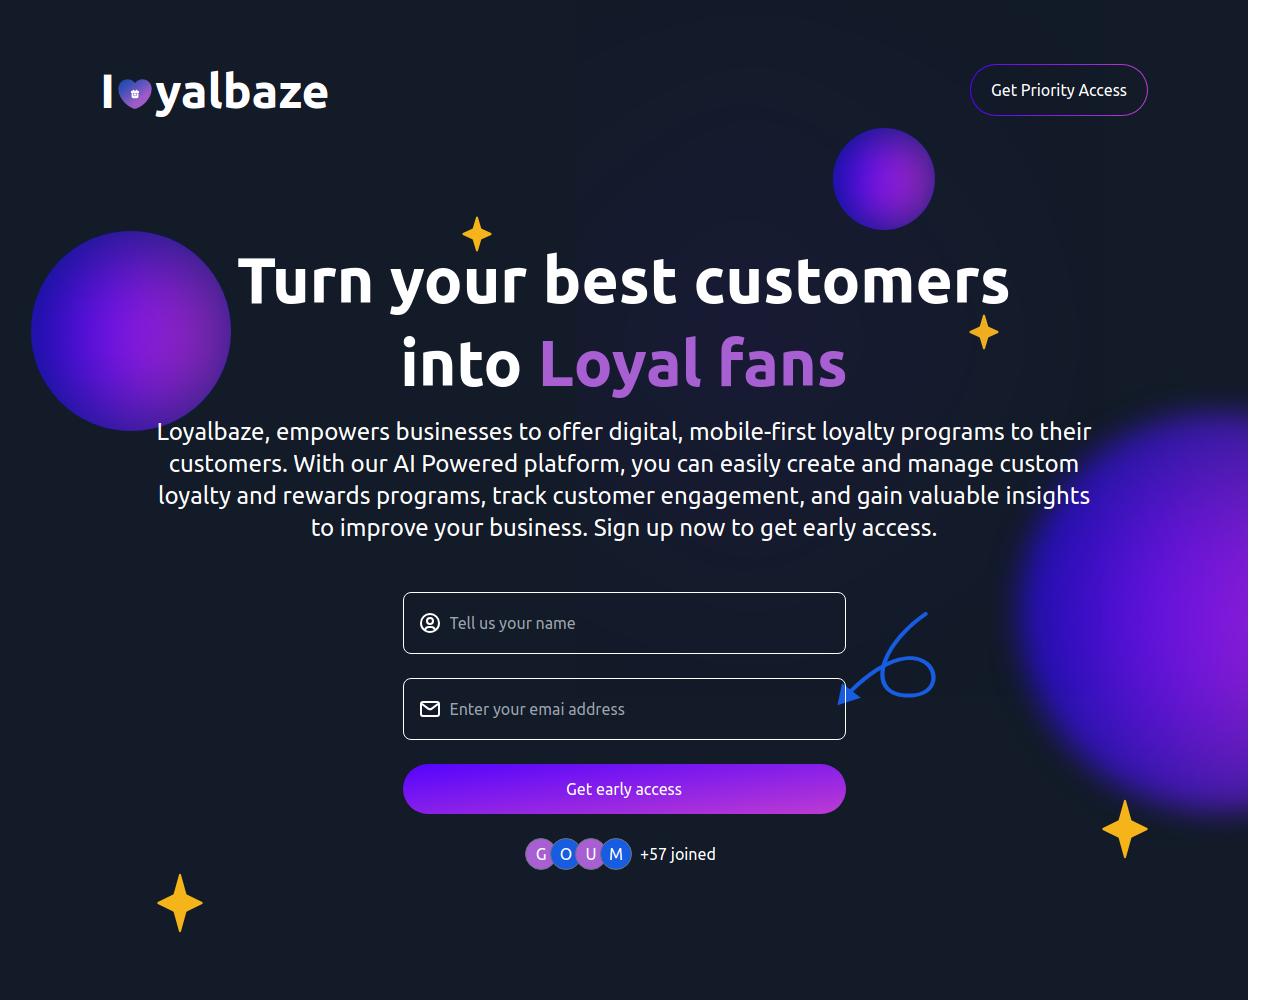 loyalbaze
Get Priority Access
Turn your best customers
into Loyal fans
Loyalbaze, empowers businesses to offer digital, mobile-first loyalty programs to their
customers. With our AI Powered platform, you can easily create and manage custom
loyalty and rewards programs, track customer engagement, and gain valuable insights
to improve your business. Sign up now to get early access.
Tell us your name
Enter your emai address
Get early access
G O U M +57 joined